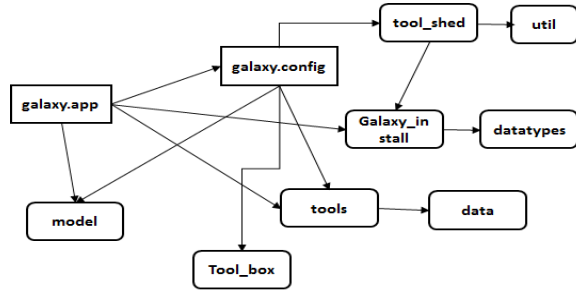 tool_shed
util
galaxy.config
galaxy.app
Galaxy_in
stall
datatypes
model
tools
data
Tool_box